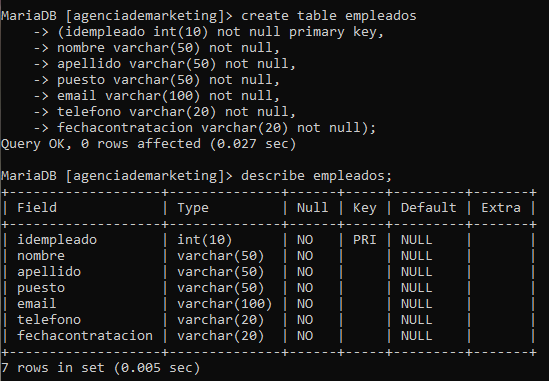 MariaDB [agenciademarketing]> create table empleados
    -> (idempleado int(10) not null primary key,
    -> nombre varchar(50) not null,
    -> apellido varchar(50) not null,
    -> puesto varchar(50) not null,
    -> email varchar(100) not null,
    -> telefono varchar(20) not null,
    -> fechacontratacion varchar(20) not null);
Query OK, 0 rows affected (0.027 sec)

MariaDB [agenciademarketing]> describe empleados;
+-------------------+--------------+------+-----+---------+-------+
| Field             | Type         | Null | Key | Default | Extra |
+-------------------+--------------+------+-----+---------+-------+
| idempleado        | int(10)      | NO   | PRI | NULL    |       |
| nombre            | varchar(50)  | NO   |     | NULL    |       |
| apellido          | varchar(50)  | NO   |     | NULL    |       |
| puesto            | varchar(50)  | NO   |     | NULL    |       |
| email             | varchar(100) | NO   |     | NULL    |       |
| telefono          | varchar(20)  | NO   |     | NULL    |       |
| fechacontratacion | varchar(20)  | NO   |     | NULL    |       |
+-------------------+--------------+------+-----+---------+-------+
7 rows in set (0.005 sec)